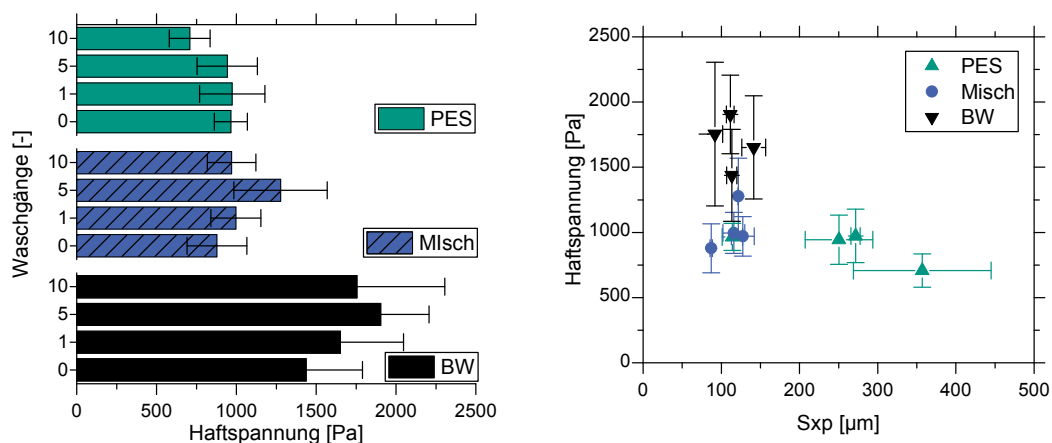 10
5
1
0
PES
10
5
1
0
MIsch
10
5
1
0
BW
Waschgänge [-]
0 500 1000 1500 2000 2500
Haftspannung [Pa]
2500
2000
1500
1000
500
0
Haftspannung [Pa]
PES
Misch
BW
0 100 200 300 400 500
Sxp [µm]